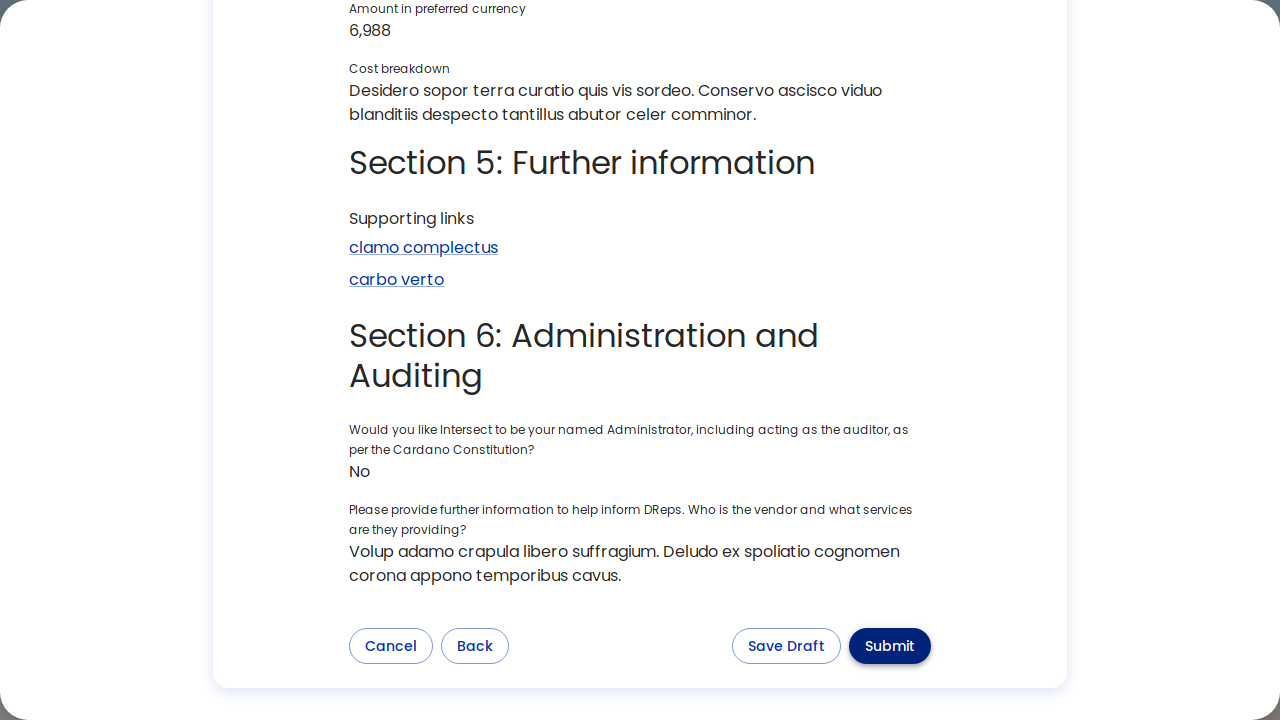 Amount in preferred currency
6,988
Cost breakdown
Desidero sopor terra curatio quis vis sordeo. Conservo ascisco viduo
blanditiis despecto tantillus abutor celer comminor.
Section 5: Further information
Supporting links
clamo complectus
carbo verto
Section 6: Administration and
Auditing
Would you like Intersect to be your named Administrator, including acting as the auditor, as
per the Cardano Constitution?
No
Please provide further information to help inform DReps. Who is the vendor and what services
are they providing?
Volup adamo crapula libero suffragium. Deludo ex spoliatio cognomen
corona appono temporibus cavus.
Cancel Back Save Draft Submit